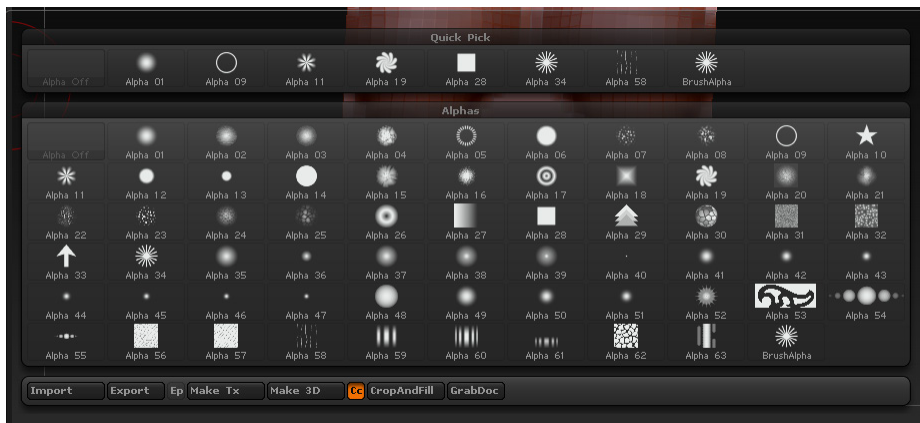 Quick Pick
Alpha Off Alpha 01 Alpha 09 Alpha 11 Alpha 19 Alpha 28 Alpha 34 Alpha 58 BrushAlpha
Alphas
Alpha Off Alpha 01 Alpha 02 Alpha 03 Alpha 04 Alpha 05 Alpha 06 Alpha 07 Alpha 08 Alpha 09 Alpha 10
Alpha 11 Alpha 12 Alpha 13 Alpha 14 Alpha 15 Alpha 16 Alpha 17 Alpha 18 Alpha 19 Alpha 20 Alpha 21
Alpha 22 Alpha 23 Alpha 24 Alpha 25 Alpha 26 Alpha 27 Alpha 28 Alpha 29 Alpha 30 Alpha 31 Alpha 32
Alpha 33 Alpha 34 Alpha 35 Alpha 36 Alpha 37 Alpha 38 Alpha 39 Alpha 40 Alpha 41 Alpha 42 Alpha 43
Alpha 44 Alpha 45 Alpha 46 Alpha 47 Alpha 48 Alpha 49 Alpha 50 Alpha 51 Alpha 52 Alpha 53 Alpha 54
Alpha 55 Alpha 56 Alpha 57 Alpha 58 Alpha 59 Alpha 60 Alpha 61 Alpha 62 Alpha 63 BrushAlpha
Import Export Ep Make Tx Make 3D Cc CropAndFill GrabDoc